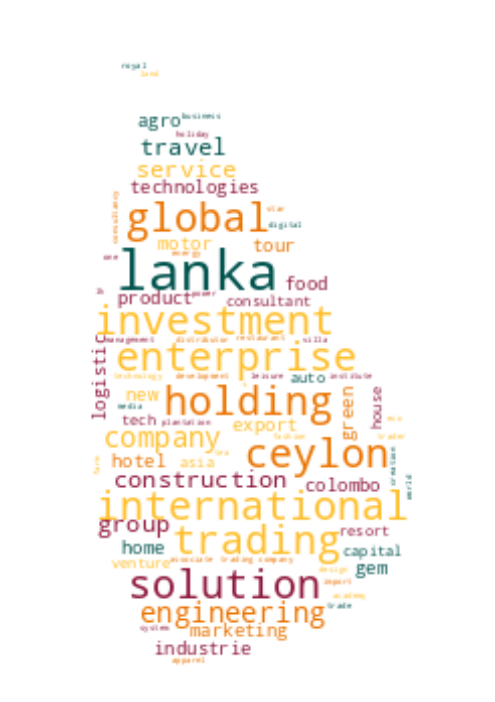 royal
land
agro business
holiday
travel
service
technologies
consultancy
global star
digital
motor tour
energy
one
lanka food
product power consultant
investment
management distributor restaurant villa
logistic
enterprise
technology development leisure auto institute
new holding green house
media
tech plantation export
fashion
company trader
ceylon
hotel asia tea
farm
construction colombo creation world
international
group trading resort
home capital
associate trading company
venture gem
design
solution import
academy
engineering trade
system marketing
industrie
apparel